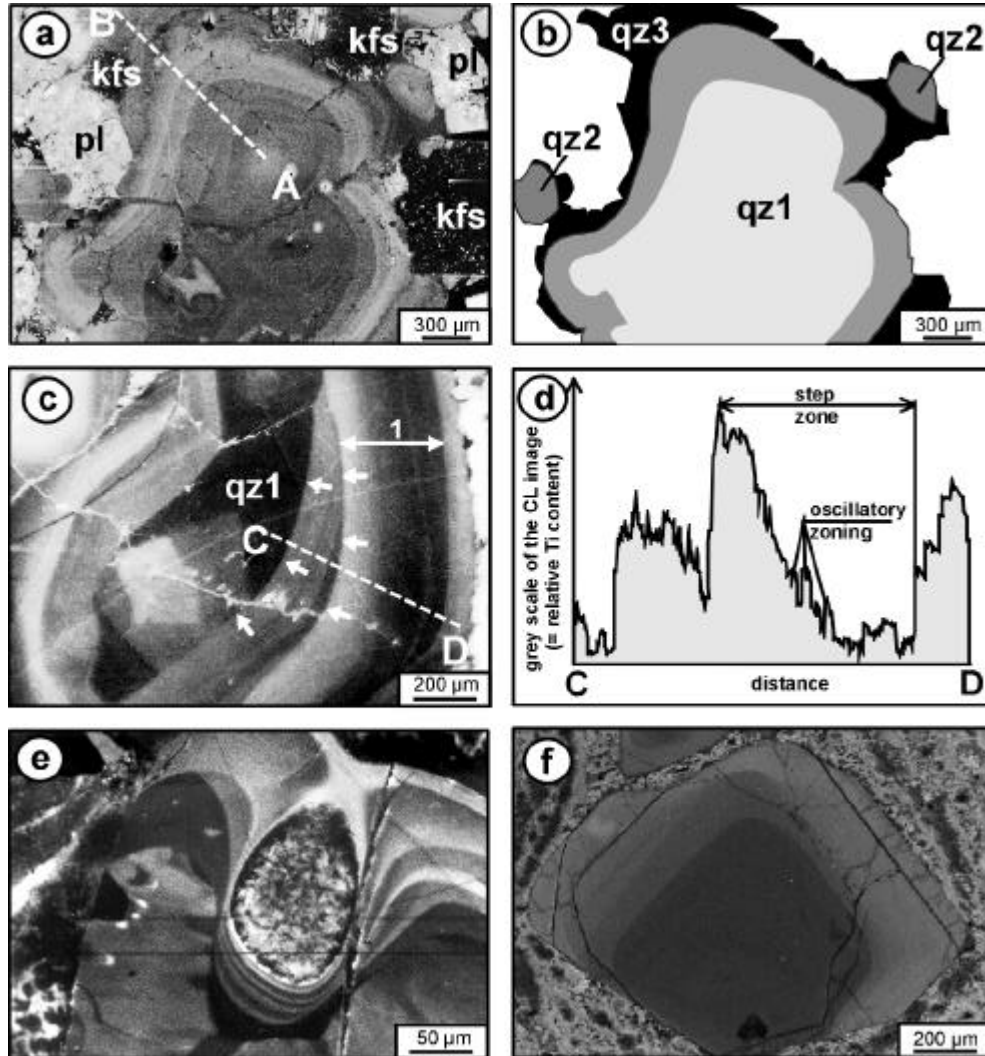 a
B
kfs
kfs
pl
pl
A
kfs
300 µm
b
qz3
qz2
qz2
qz1
300 µm
c
1
qz1
C
D
200 µm
d
grey scale of the CL image
(= relative Ti content)
step
zone
oscillatory
zoning
C
distance
D
e
50 µm
f
200 µm